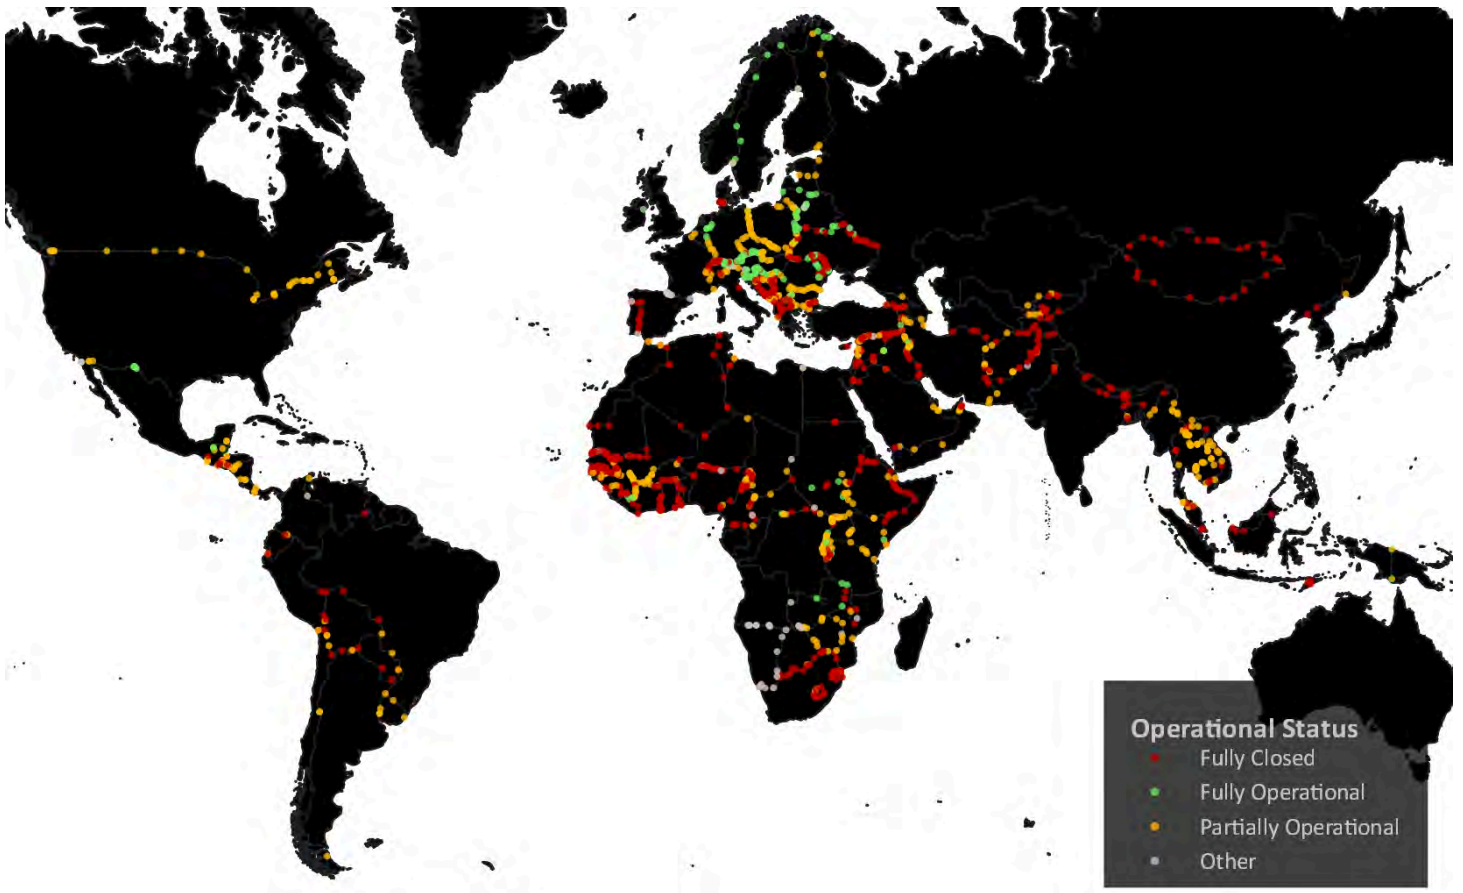 Operational Status
Fully Closed
Fully Operational
Partially Operational
Other